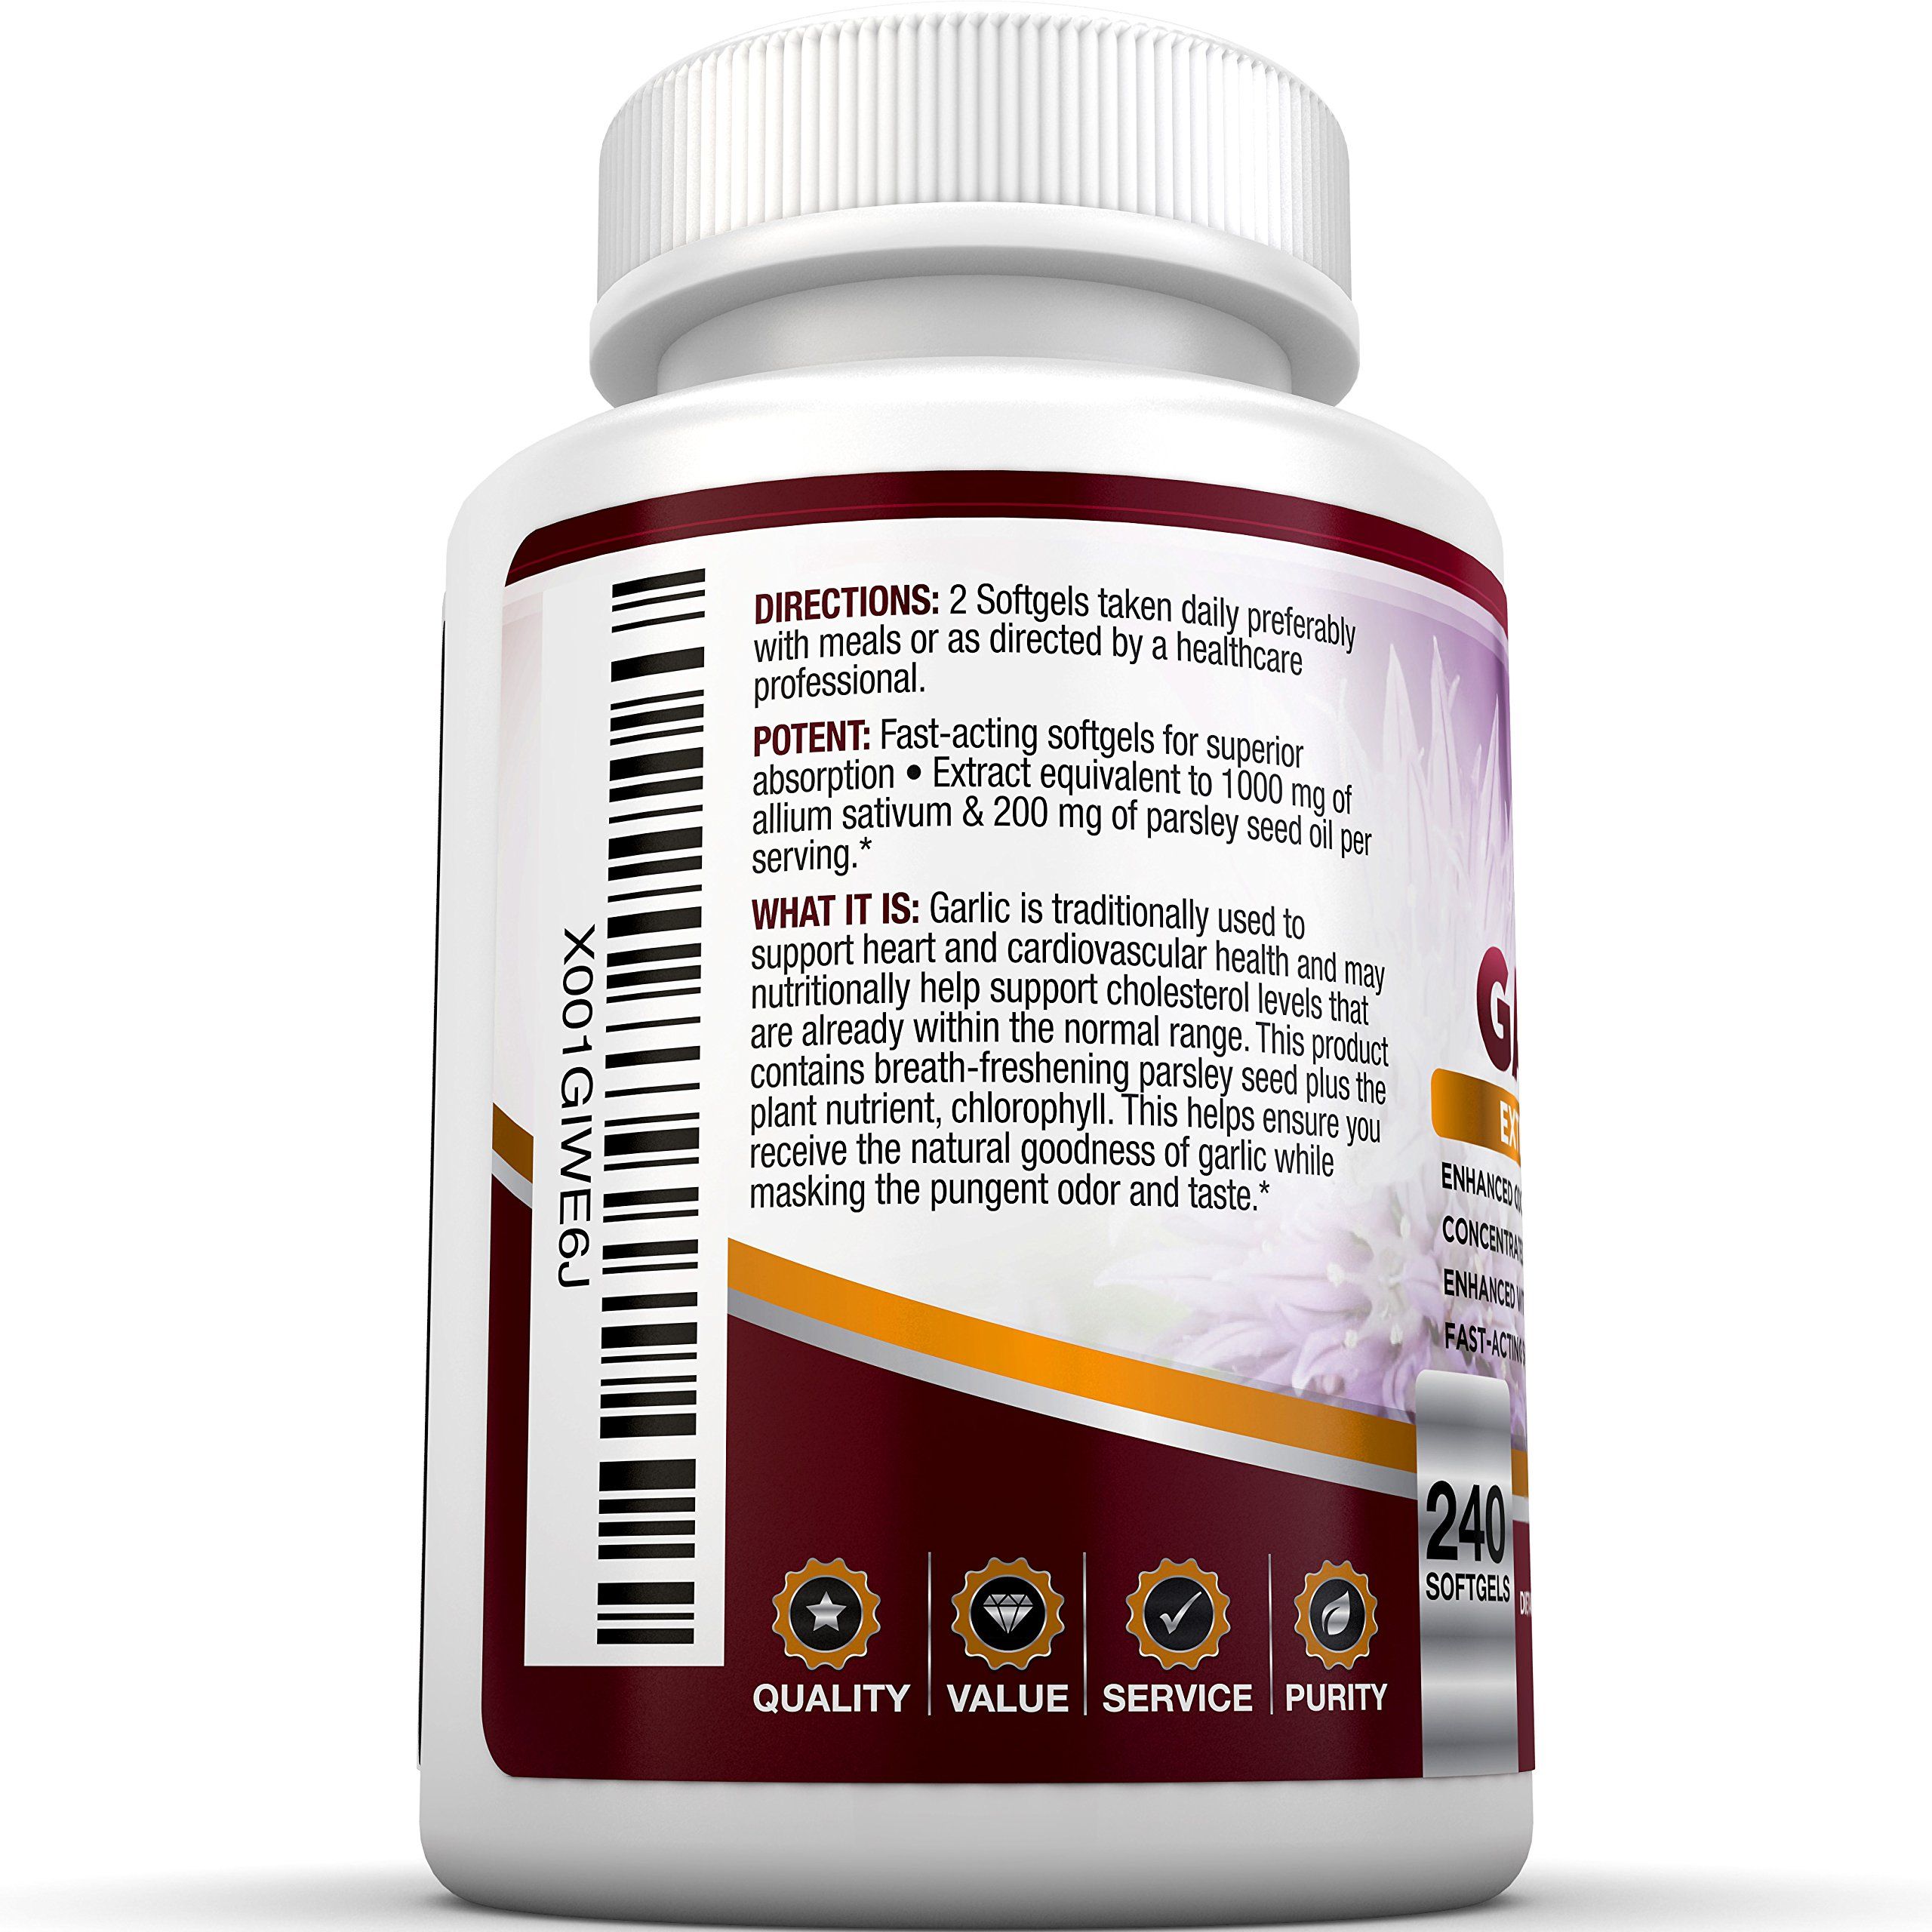 DIRECTIONS: 2 Softgels taken daily preferably
with meals or as directed by a healthcare
professional.
POTENT: Fast-acting softgels for superior
absorption • Extract equivalent to 1000 mg of
allium sativum & 200 mg of parsley seed oil per
serving.*
WHAT IT IS: Garlic is traditionally used to
support heart and cardiovascular health and may
nutritionally help support cholesterol levels that
are already within the normal range. This product
contains breath-freshening parsley seed plus the
plant nutrient, chlorophyll. This helps ensure you
receive the natural goodness of garlic while
masking the pungent odor and taste.*
X001GIWE6J
ENHANCED
ENHANCED
FAST-ACTING
240
SOFTGELS
QUALITY
VALUE
SERVICE
PURITY